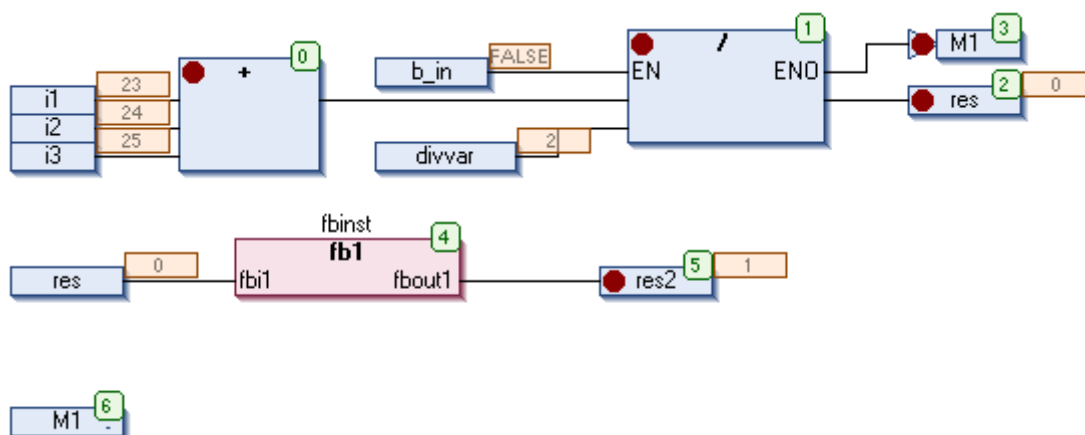 0
+
23
i1
24
i2
25
i3
b_in
FALSE
1
/
EN
ENO
divvar
2
3
M1
2
res
0
fbinst
4
fb1
fbi1
fbout1
res
0
5
res2
1
6
M1